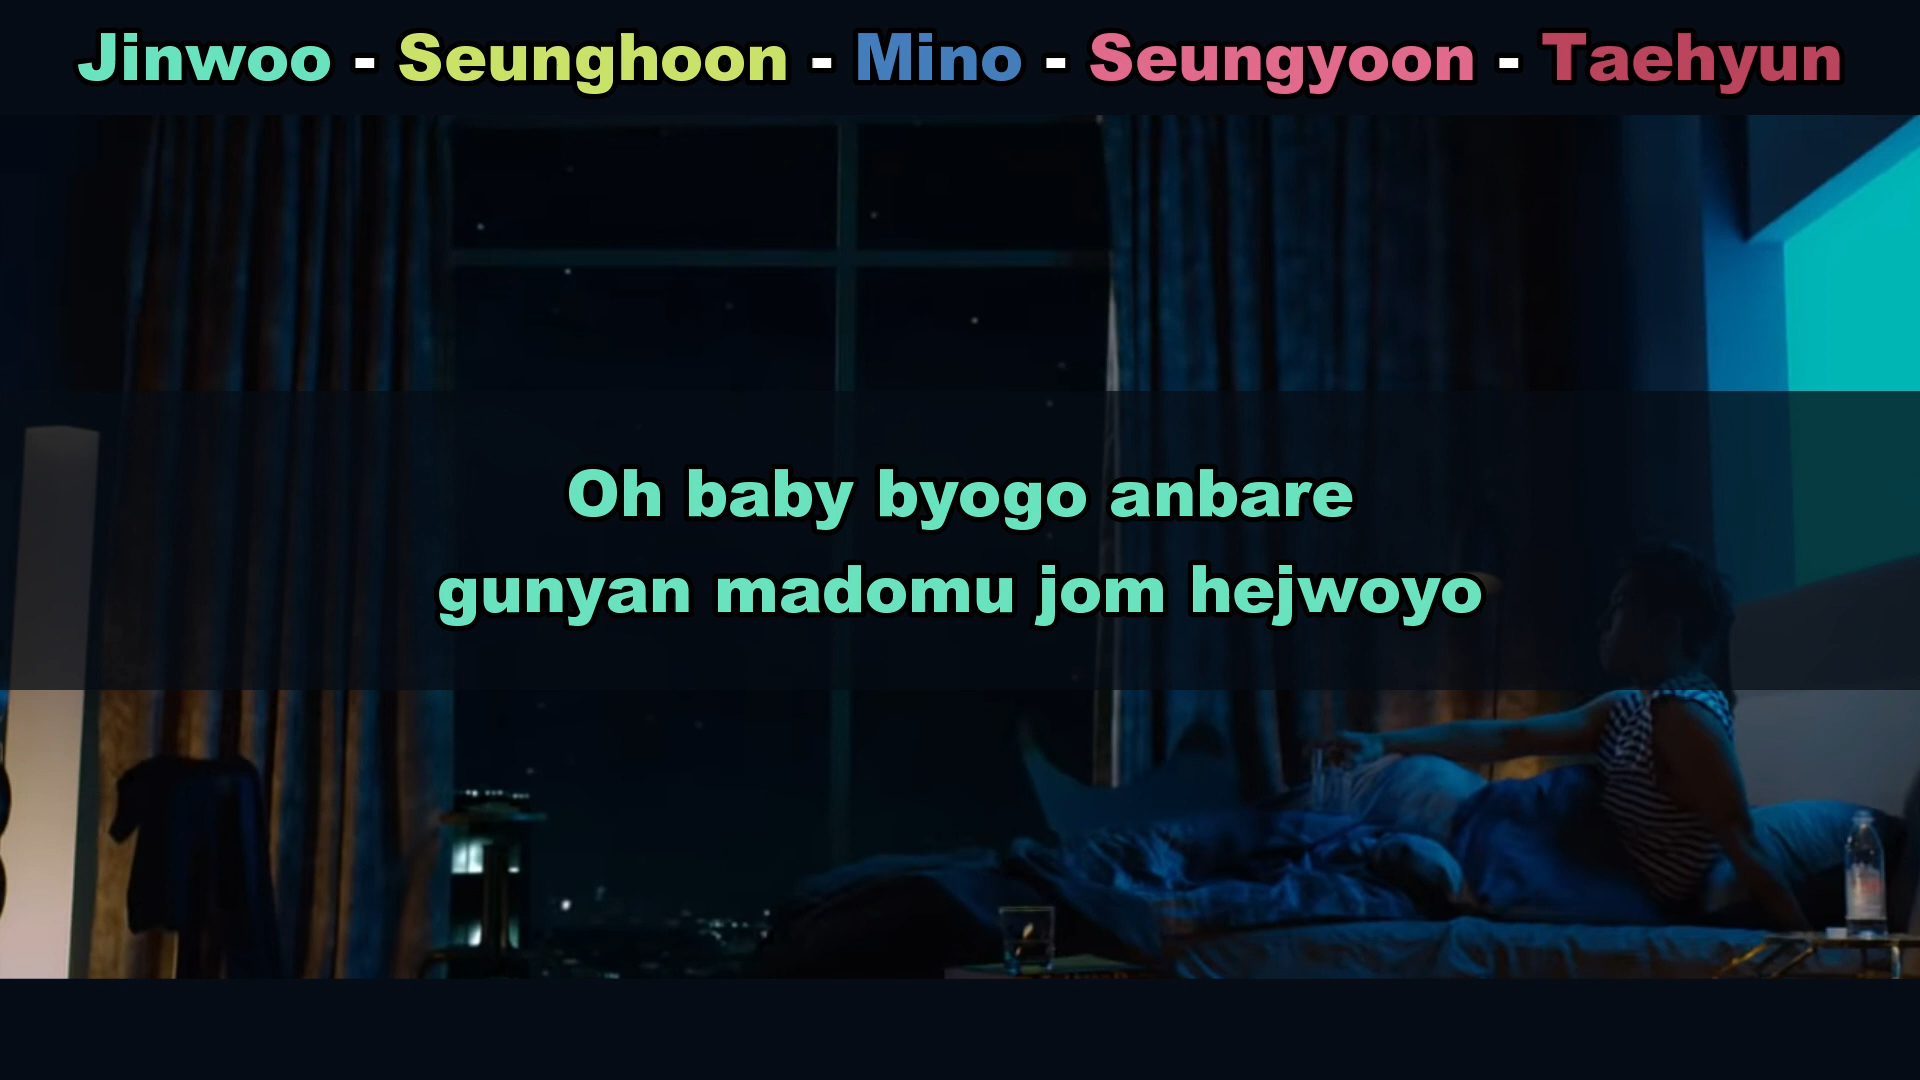 Jinwoo - Seunghoon - Mino - Seungyoon - Taehyun
Oh baby byogo anbare
gunyan madomu jom hejwoyo